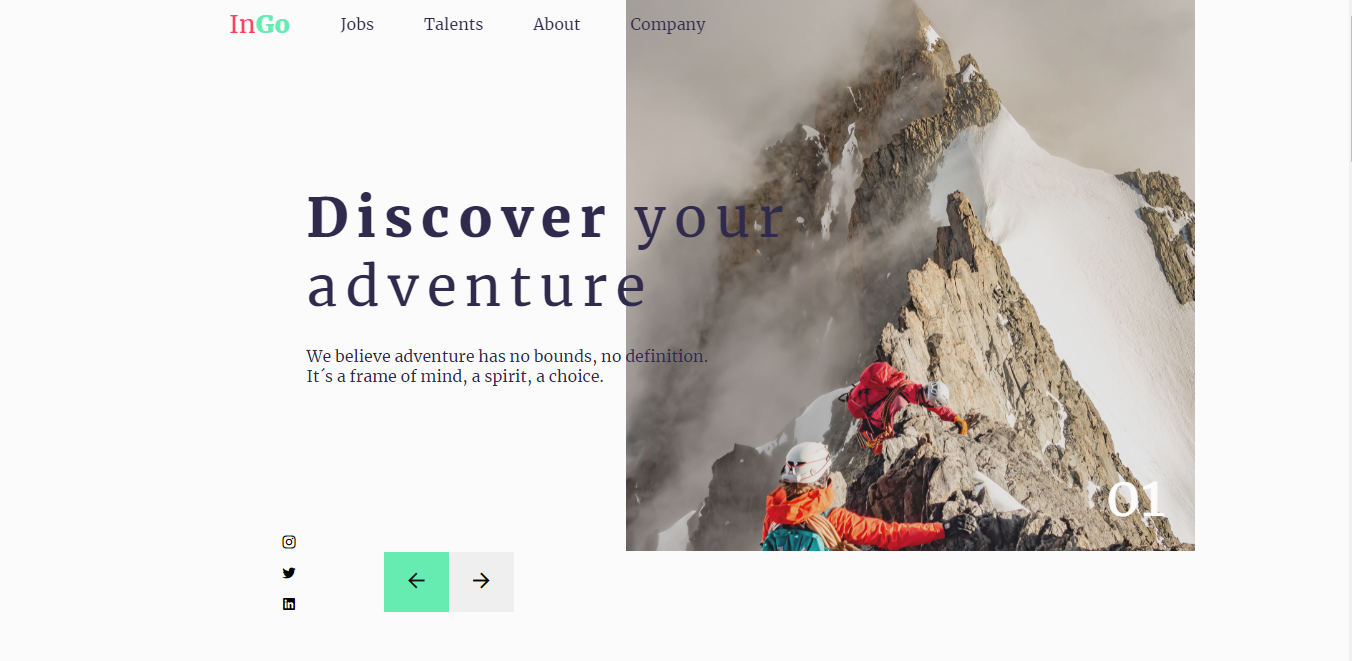 InGo Jobs Talents About Company
Discover your
adventure
We believe adventure has no bounds, no definition.
It´s a frame of mind, a spirit, a choice.
01